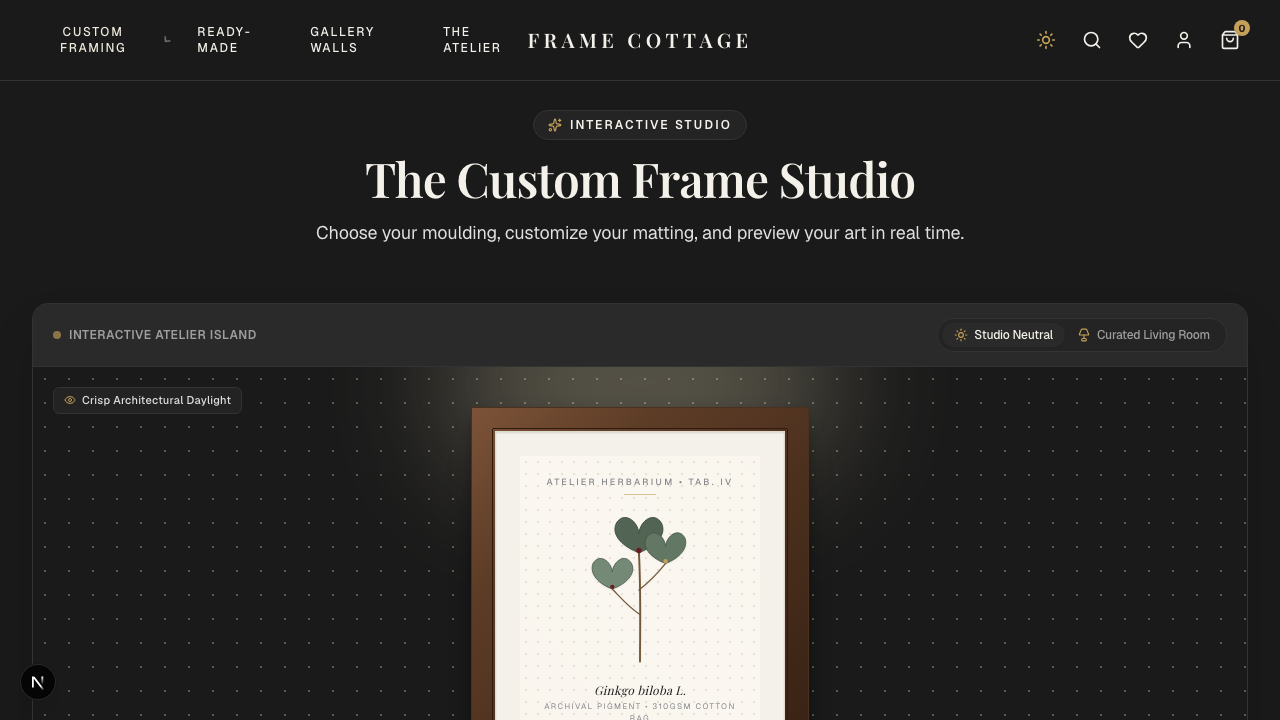 CUSTOM
FRAMING
READY-
MADE
GALLERY
WALLS
THE
ATELIER
FRAME COTTAGE
0
INTERACTIVE STUDIO
The Custom Frame Studio
Choose your moulding, customize your matting, and preview your art in real time.
INTERACTIVE ATELIER ISLAND
Studio Neutral
Curated Living Room
Crisp Architectural Daylight
ATELIER HERBARIUM • TAB. IV
Ginkgo biloba L.
ARCHIVAL PIGMENT • 310GSM COTTON
RAG
N